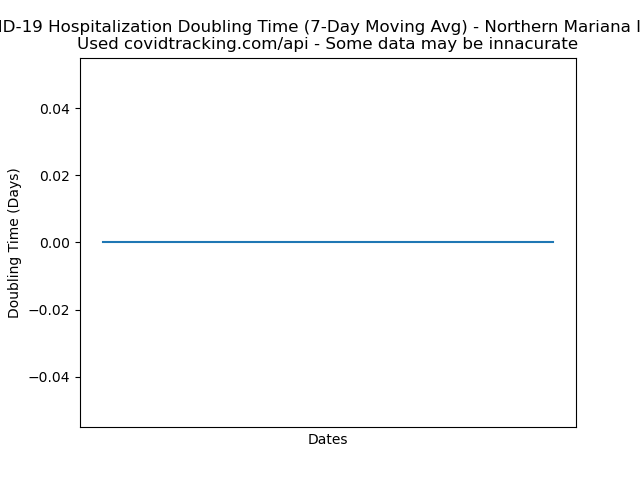 ID-19 Hospitalization Doubling Time (7-Day Moving Avg) - Northern Mariana I
Used covidtracking.com/api - Some data may be innacurate
0.04
0.02
0.00
−0.02
−0.04
Doubling Time (Days)
Dates